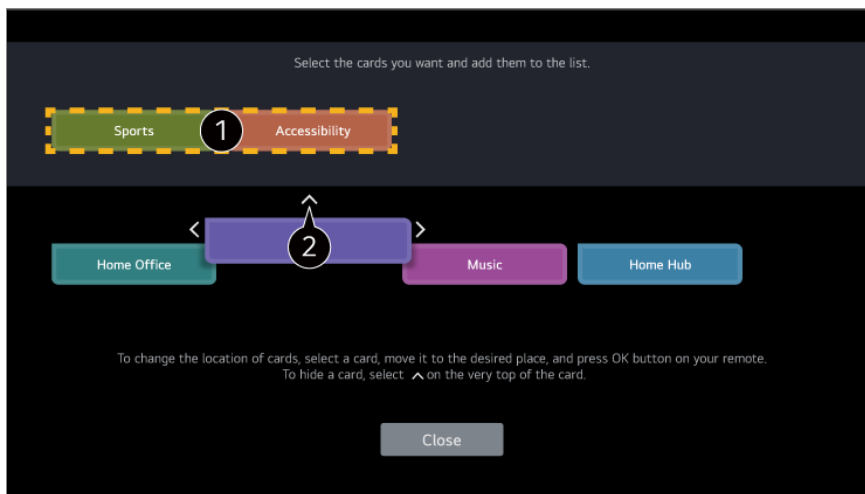 Select the cards you want and add them to the list.
Sports 1 Accessibility
2
Home Office Music Home Hub
To change the location of cards, select a card, move it to the desired place, and press OK button on your remote.
To hide a card, select ^ on the very top of the card.
Close